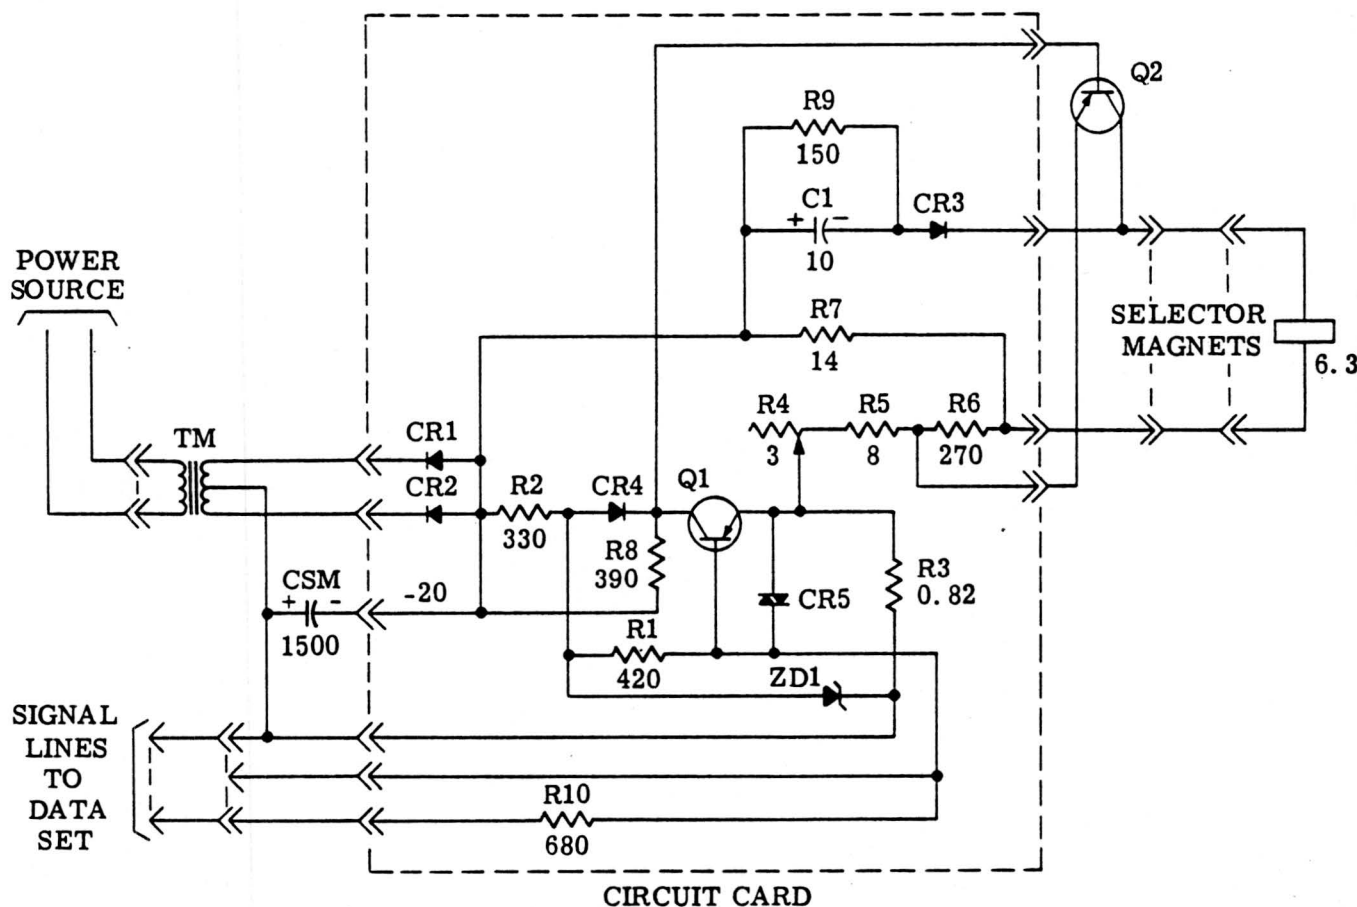 Q2
R9
150
C1
+ -
10
CR3
POWER
SOURCE
R7
14
SELECTOR
MAGNETS
6.3
TM
CR1
R4
3
R5
8
R6
270
CR2
R2
330
CR4
Q1
R8
390
CR5
R3
0.82
CSM
+ -
1500
-20
R1
420
ZD1
SIGNAL
LINES
TO
DATA
SET
R10
680
CIRCUIT CARD